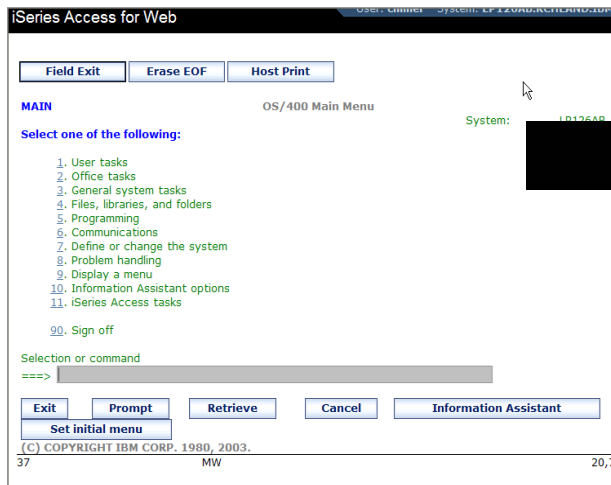 iSeries Access for Web
Field Exit Erase EOF Host Print
MAIN OS/400 Main Menu
System:
Select one of the following:
1. User tasks
2. Office tasks
3. General system tasks
4. Files, libraries, and folders
5. Programming
6. Communications
7. Define or change the system
8. Problem handling
9. Display a menu
10. Information Assistant options
11. iSeries Access tasks
90. Sign off
Selection or command
===>
Exit Prompt Retrieve Cancel Information Assistant
Set initial menu
(C) COPYRIGHT IBM CORP. 1980, 2003.
37 MW